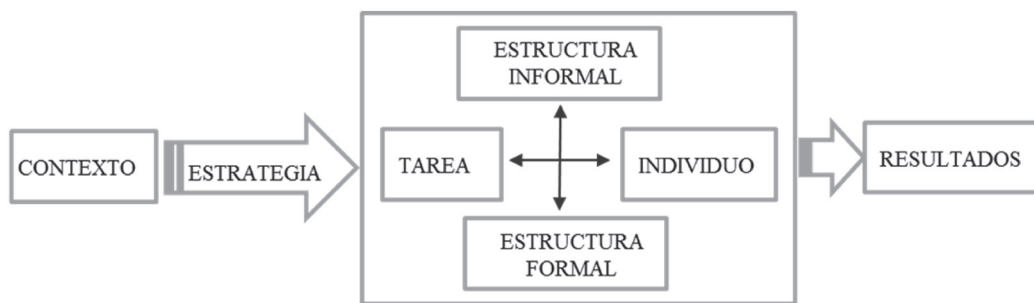 CONTEXTO
ESTRATEGIA
ESTRUCTURA
INFORMAL
TAREA
INDIVIDUO
ESTRUCTURA
FORMAL
RESULTADOS